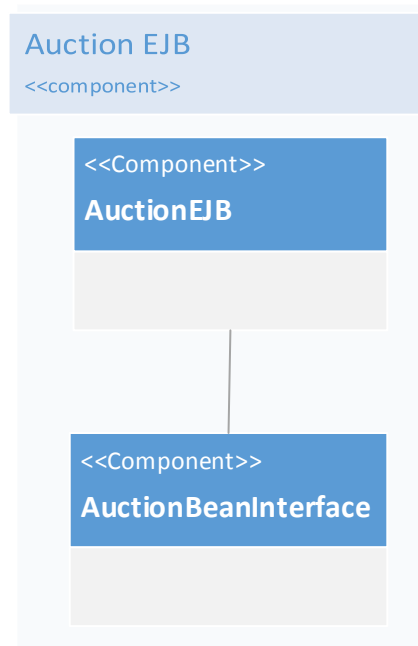 Auction EJB
<<component>>
<<Component>>
AuctionEJB
<<Component>>
AuctionBeanInterface